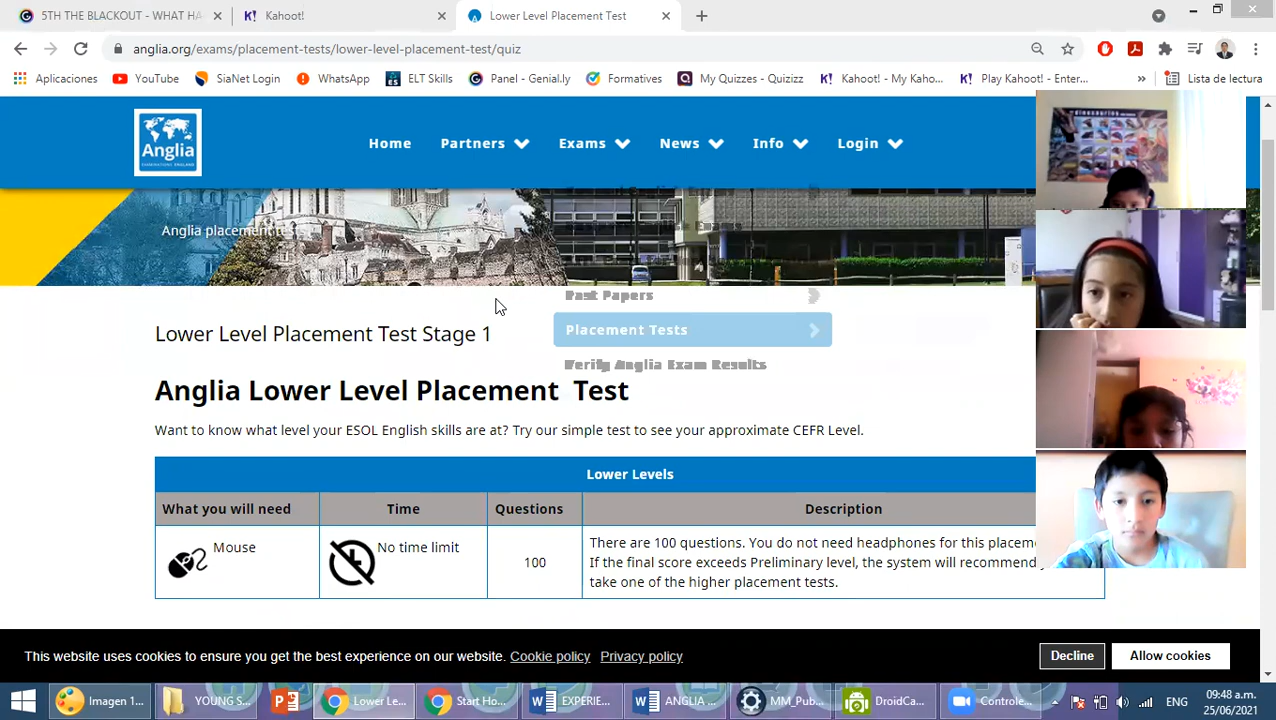 5TH THE BLACKOUT - WHAT HA
Kahoot!
Lower Level Placement Test
anglia.org/exams/placement-tests/lower-level-placement-test/quiz
Aplicaciones
YouTube
SiaNet Login
WhatsApp
ELT Skills
Panel - Genial.ly
Formatives
My Quizzes - Quizizz
Kahoot! - My Kaho...
Play Kahoot! - Enter...
»
Lista de lectura
Anglia
Home
Partners
Exams
News
Info
Login
Anglia placement tests
Past Papers
Placement Tests
Verify Anglia Exam Results
Lower Level Placement Test Stage 1
Anglia Lower Level Placement Test
Want to know what level your ESOL English skills are at? Try our simple test to see your approximate CEFR Level.
Lower Levels
What you will need
Time
Questions
Description
Mouse
No time limit
100
There are 100 questions. You do not need headphones for this placeme
If the final score exceeds Preliminary level, the system will recommend
take one of the higher placement tests.
This website uses cookies to ensure you get the best experience on our website. Cookie policy Privacy policy
Decline
Allow cookies
Imagen 1...
YOUNG S...
Lower Le...
Start Ho...
EXPERIE...
ANGLIA ...
MM_Pub...
DroidCa...
Controle...
ENG
09:48 a.m.
25/06/2021